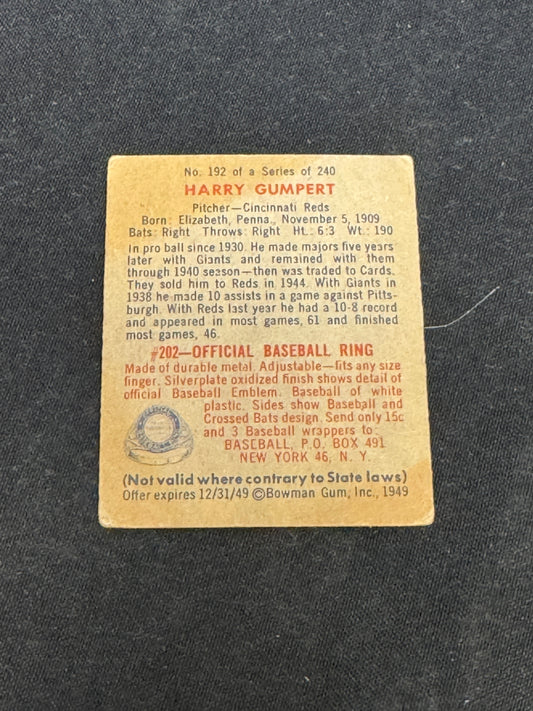 No. 192 of a Series of 240
HARRY GUMPERT
Pitcher—Cincinnati Reds
Born: Elizabeth, Penna., November 5, 1909
Bats: Right Throws: Right Ht.: 6:3 Wt.: 190
In pro ball since 1930. He made majors five years
later with Giants and remained with them
through 1940 season—then was traded to Cards.
They sold him to Reds in 1944. With Giants in
1938 he made 10 assists in a game against Pitts-
burgh. With Reds last year he had a 10-8 record
and appeared in most games, 61 and finished
most games, 46.
#202—OFFICIAL BASEBALL RING
Made of durable metal. Adjustable—fits any size
finger. Silverplate oxidized finish shows detail of
official Baseball Emblem. Baseball of white
plastic. Sides show Baseball and
Crossed Bats design. Send only 15c
and 3 Baseball wrappers to:
BASEBALL, P.O. BOX 491
NEW YORK 46, N. Y.
(Not valid where contrary to State laws)
Offer expires 12/31/49 ©Bowman Gum, Inc., 1949